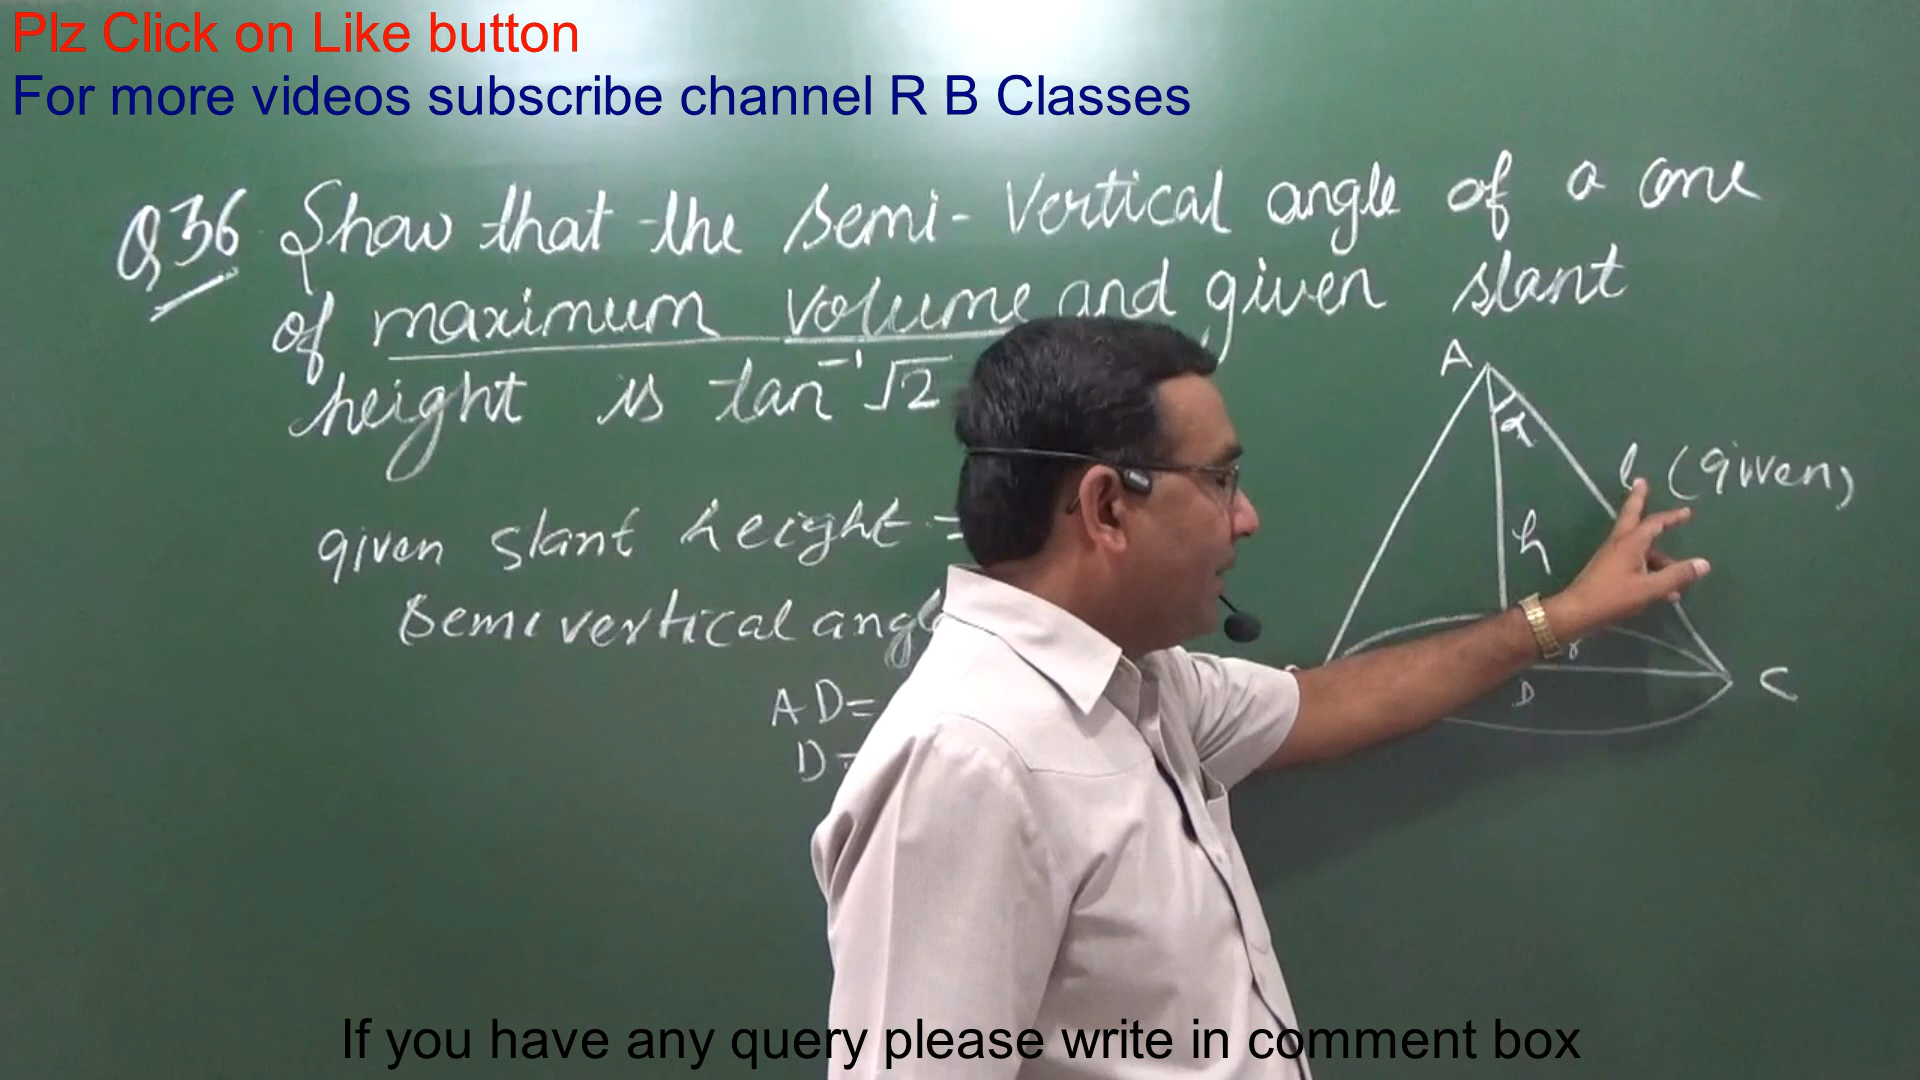 Plz Click on Like button
For more videos subscribe channel R B Classes
Q36 Show that the semi-vertical angle of a cone
of maximum volume and given slant
height is tan⁻¹ √2
A
α
l (given)
h
given slant height =
semi vertical angle
r
AD=
D
C
D=
If you have any query please write in comment box